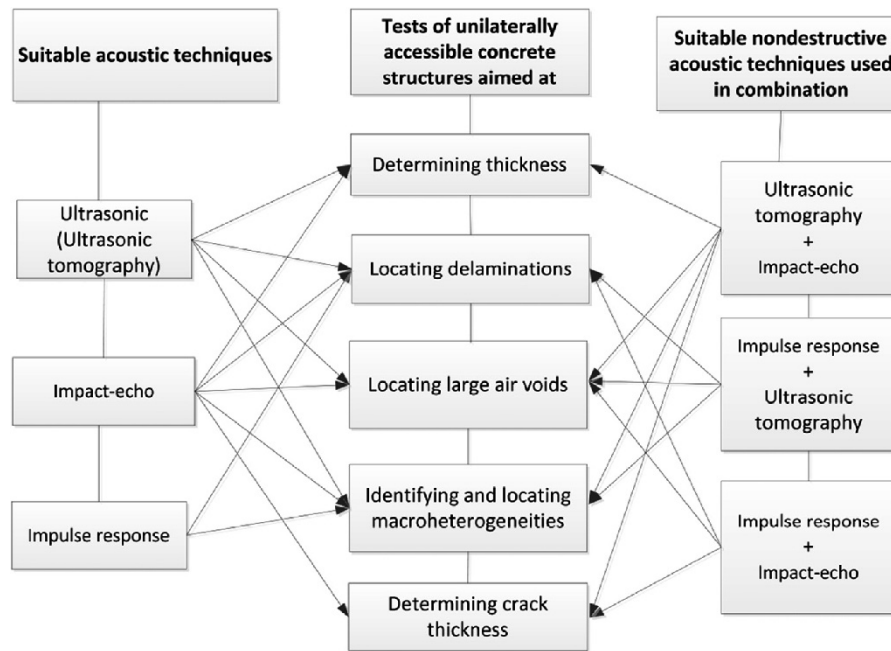 Suitable acoustic techniques
Ultrasonic
(Ultrasonic
tomography)
Impact-echo
Impulse response
Tests of unilaterally
accessible concrete
structures aimed at
Determining thickness
Locating delaminations
Locating large air voids
Identifying and locating
macroheterogeneities
Determining crack
thickness
Suitable nondestructive
acoustic techniques used
in combination
Ultrasonic
tomography
+
Impact-echo
Impulse response
+
Ultrasonic
tomography
Impulse response
+
Impact-echo